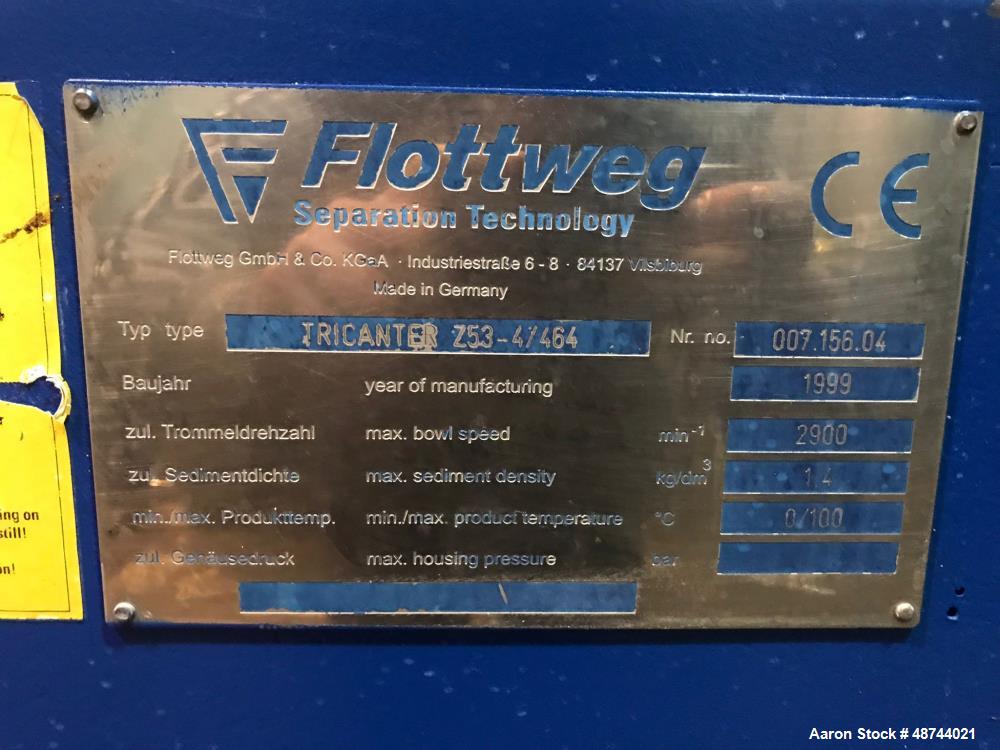 Flottweg
Separation Technology
CE
Flottweg GmbH & Co. KGaA · Industriestraße 6 - 8 · 84137 Vilsbiburg
Made in Germany
Typ type TRICANTER Z53-4/464 Nr. no. 007.156.04
Baujahr year of manufacturing 1999
zul. Trommeldrehzahl max. bowl speed min⁻¹ 2900
zul. Sedimentdichte max. sediment density kg/dm³ 1,4
min./max. Produkttemp. min./max. product temperature °C 0/100
zul. Gehäusedruck max. housing pressure bar
on
still!
Aaron Stock # 48744021